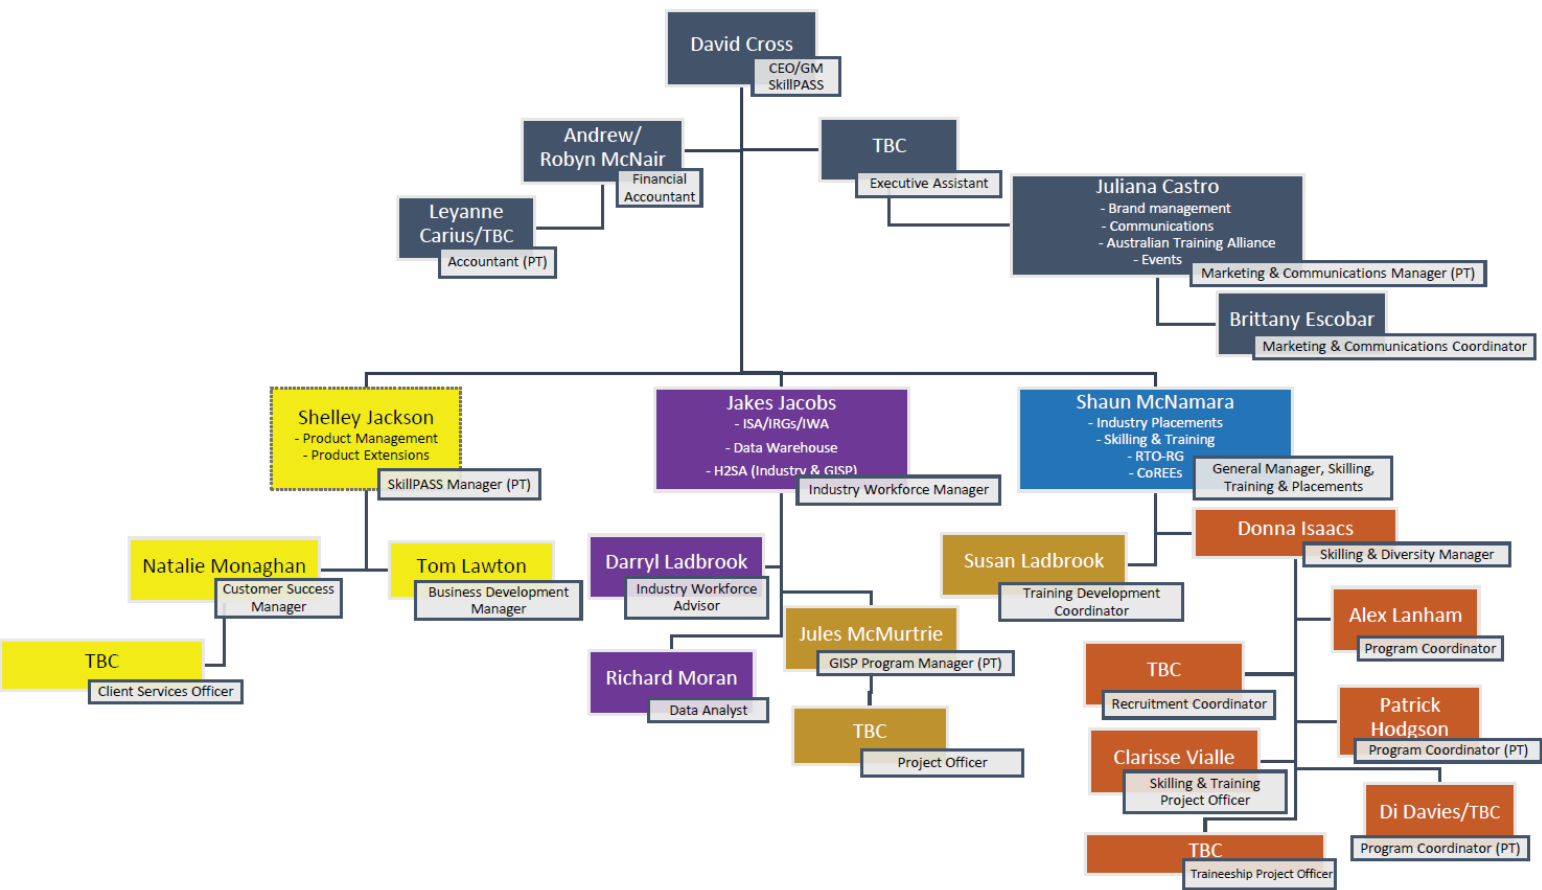 David Cross
CEO/GM
SkillPASS
Andrew/
Robyn McNair
Financial
Accountant
TBC
Executive Assistant
Leyanne
Carius/TBC
Accountant (PT)
Juliana Castro
- Brand management
- Communications
- Australian Training Alliance
- Events
Marketing & Communications Manager (PT)
Brittany Escobar
Marketing & Communications Coordinator
Shelley Jackson
- Product Management
- Product Extensions
SkillPASS Manager (PT)
Jakes Jacobs
- ISA/IRGs/IWA
- Data Warehouse
- H2SA (Industry & GISP)
Industry Workforce Manager
Shaun McNamara
- Industry Placements
- Skilling & Training
- RTO-RG
- CoREEs
General Manager, Skilling,
Training & Placements
Natalie Monaghan
Customer Success
Manager
Tom Lawton
Business Development
Manager
TBC
Client Services Officer
Darryl Ladbrook
Industry Workforce
Advisor
Jules McMurtrie
GISP Program Manager (PT)
Richard Moran
Data Analyst
TBC
Project Officer
Susan Ladbrook
Training Development
Coordinator
Donna Isaacs
Skilling & Diversity Manager
Alex Lanham
Program Coordinator
TBC
Recruitment Coordinator
Patrick
Hodgson
Program Coordinator (PT)
Clarisse Vialle
Skilling & Training
Project Officer
Di Davies/TBC
Program Coordinator (PT)
TBC
Traineeship Project Officer